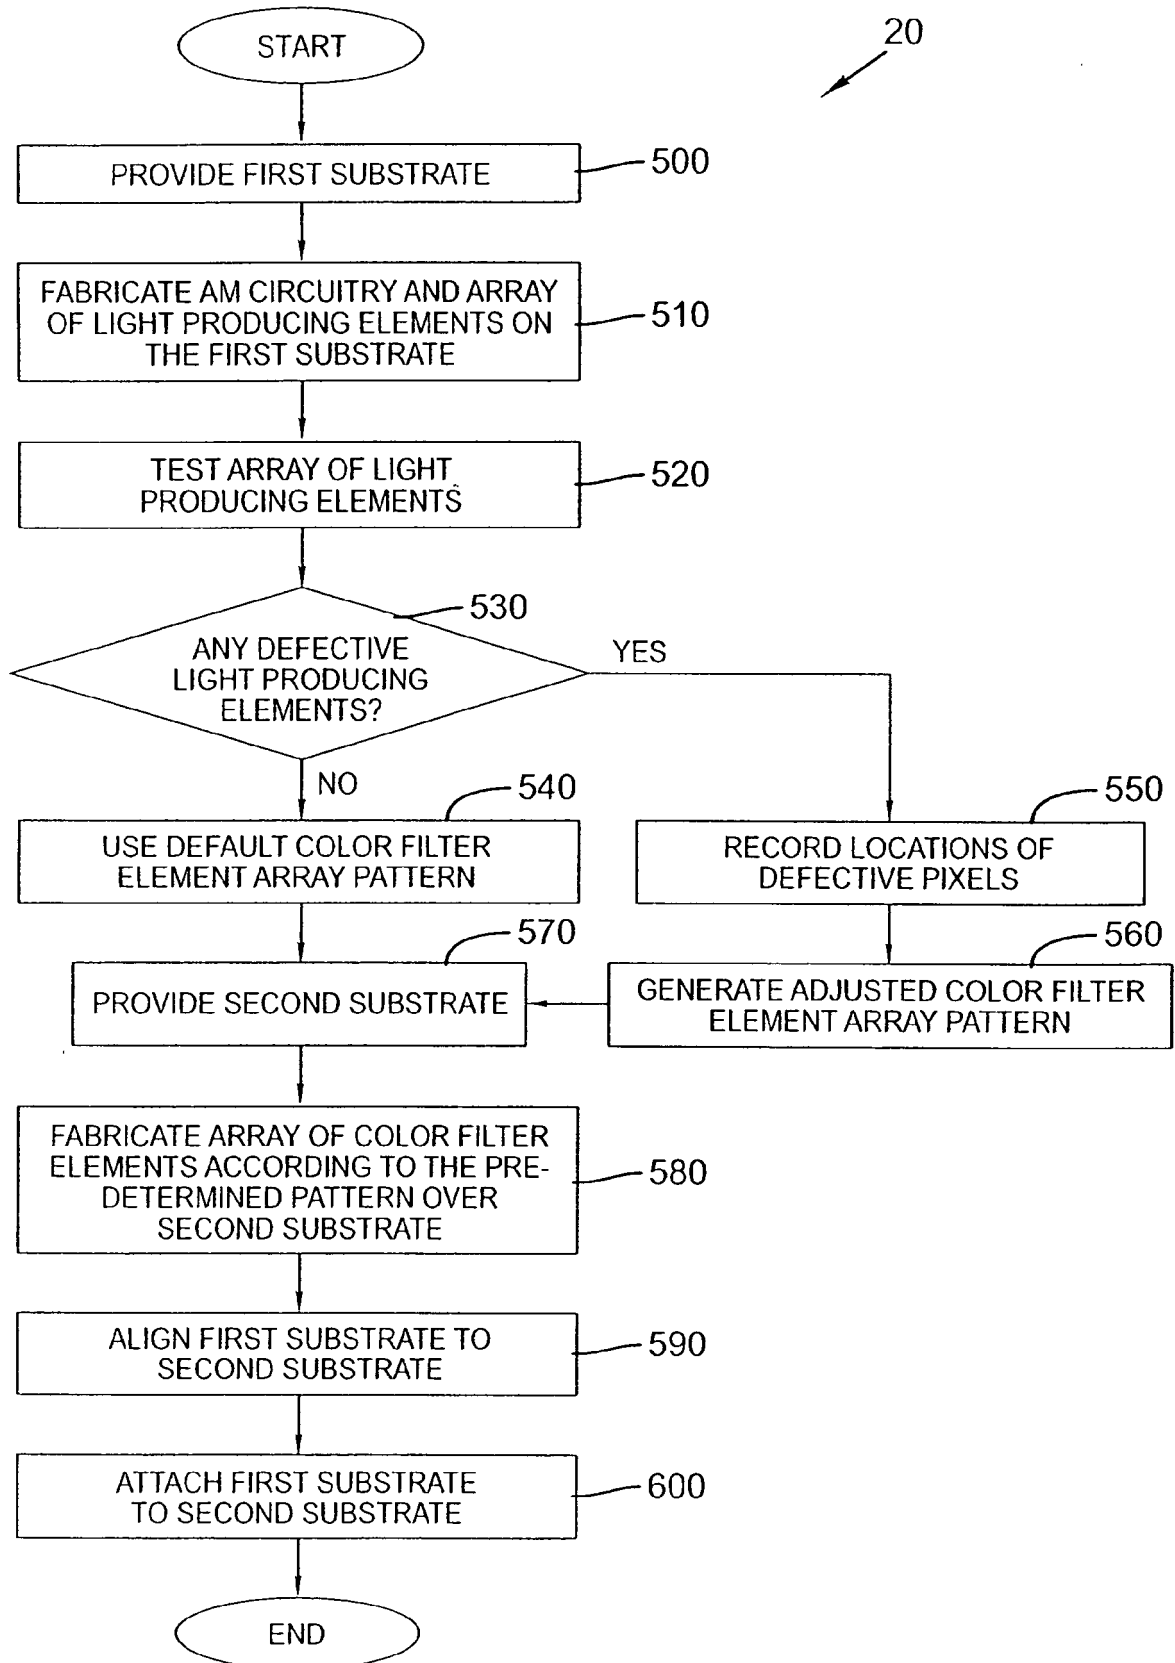 20
START
PROVIDE FIRST SUBSTRATE
500
FABRICATE AM CIRCUITRY AND ARRAY
OF LIGHT PRODUCING ELEMENTS ON
THE FIRST SUBSTRATE
510
TEST ARRAY OF LIGHT
PRODUCING ELEMENTS
520
530
ANY DEFECTIVE
LIGHT PRODUCING
ELEMENTS?
YES
NO
540
USE DEFAULT COLOR FILTER
ELEMENT ARRAY PATTERN
550
RECORD LOCATIONS OF
DEFECTIVE PIXELS
570
PROVIDE SECOND SUBSTRATE
560
GENERATE ADJUSTED COLOR FILTER
ELEMENT ARRAY PATTERN
FABRICATE ARRAY OF COLOR FILTER
ELEMENTS ACCORDING TO THE PRE-
DETERMINED PATTERN OVER
SECOND SUBSTRATE
580
ALIGN FIRST SUBSTRATE TO
SECOND SUBSTRATE
590
ATTACH FIRST SUBSTRATE
TO SECOND SUBSTRATE
600
END